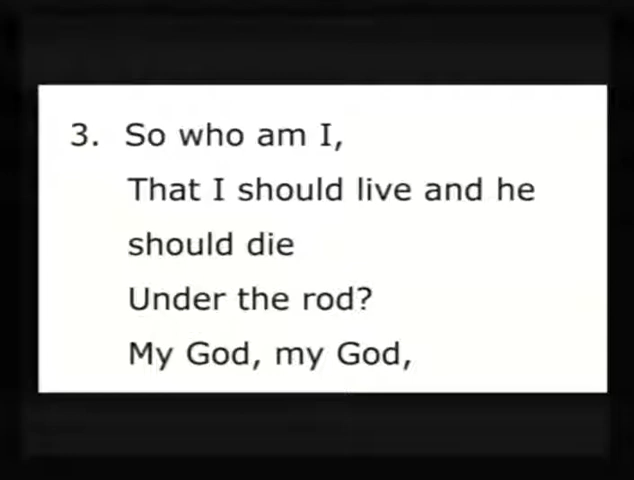 3. So who am I,
That I should live and he
should die
Under the rod?
My God, my God,